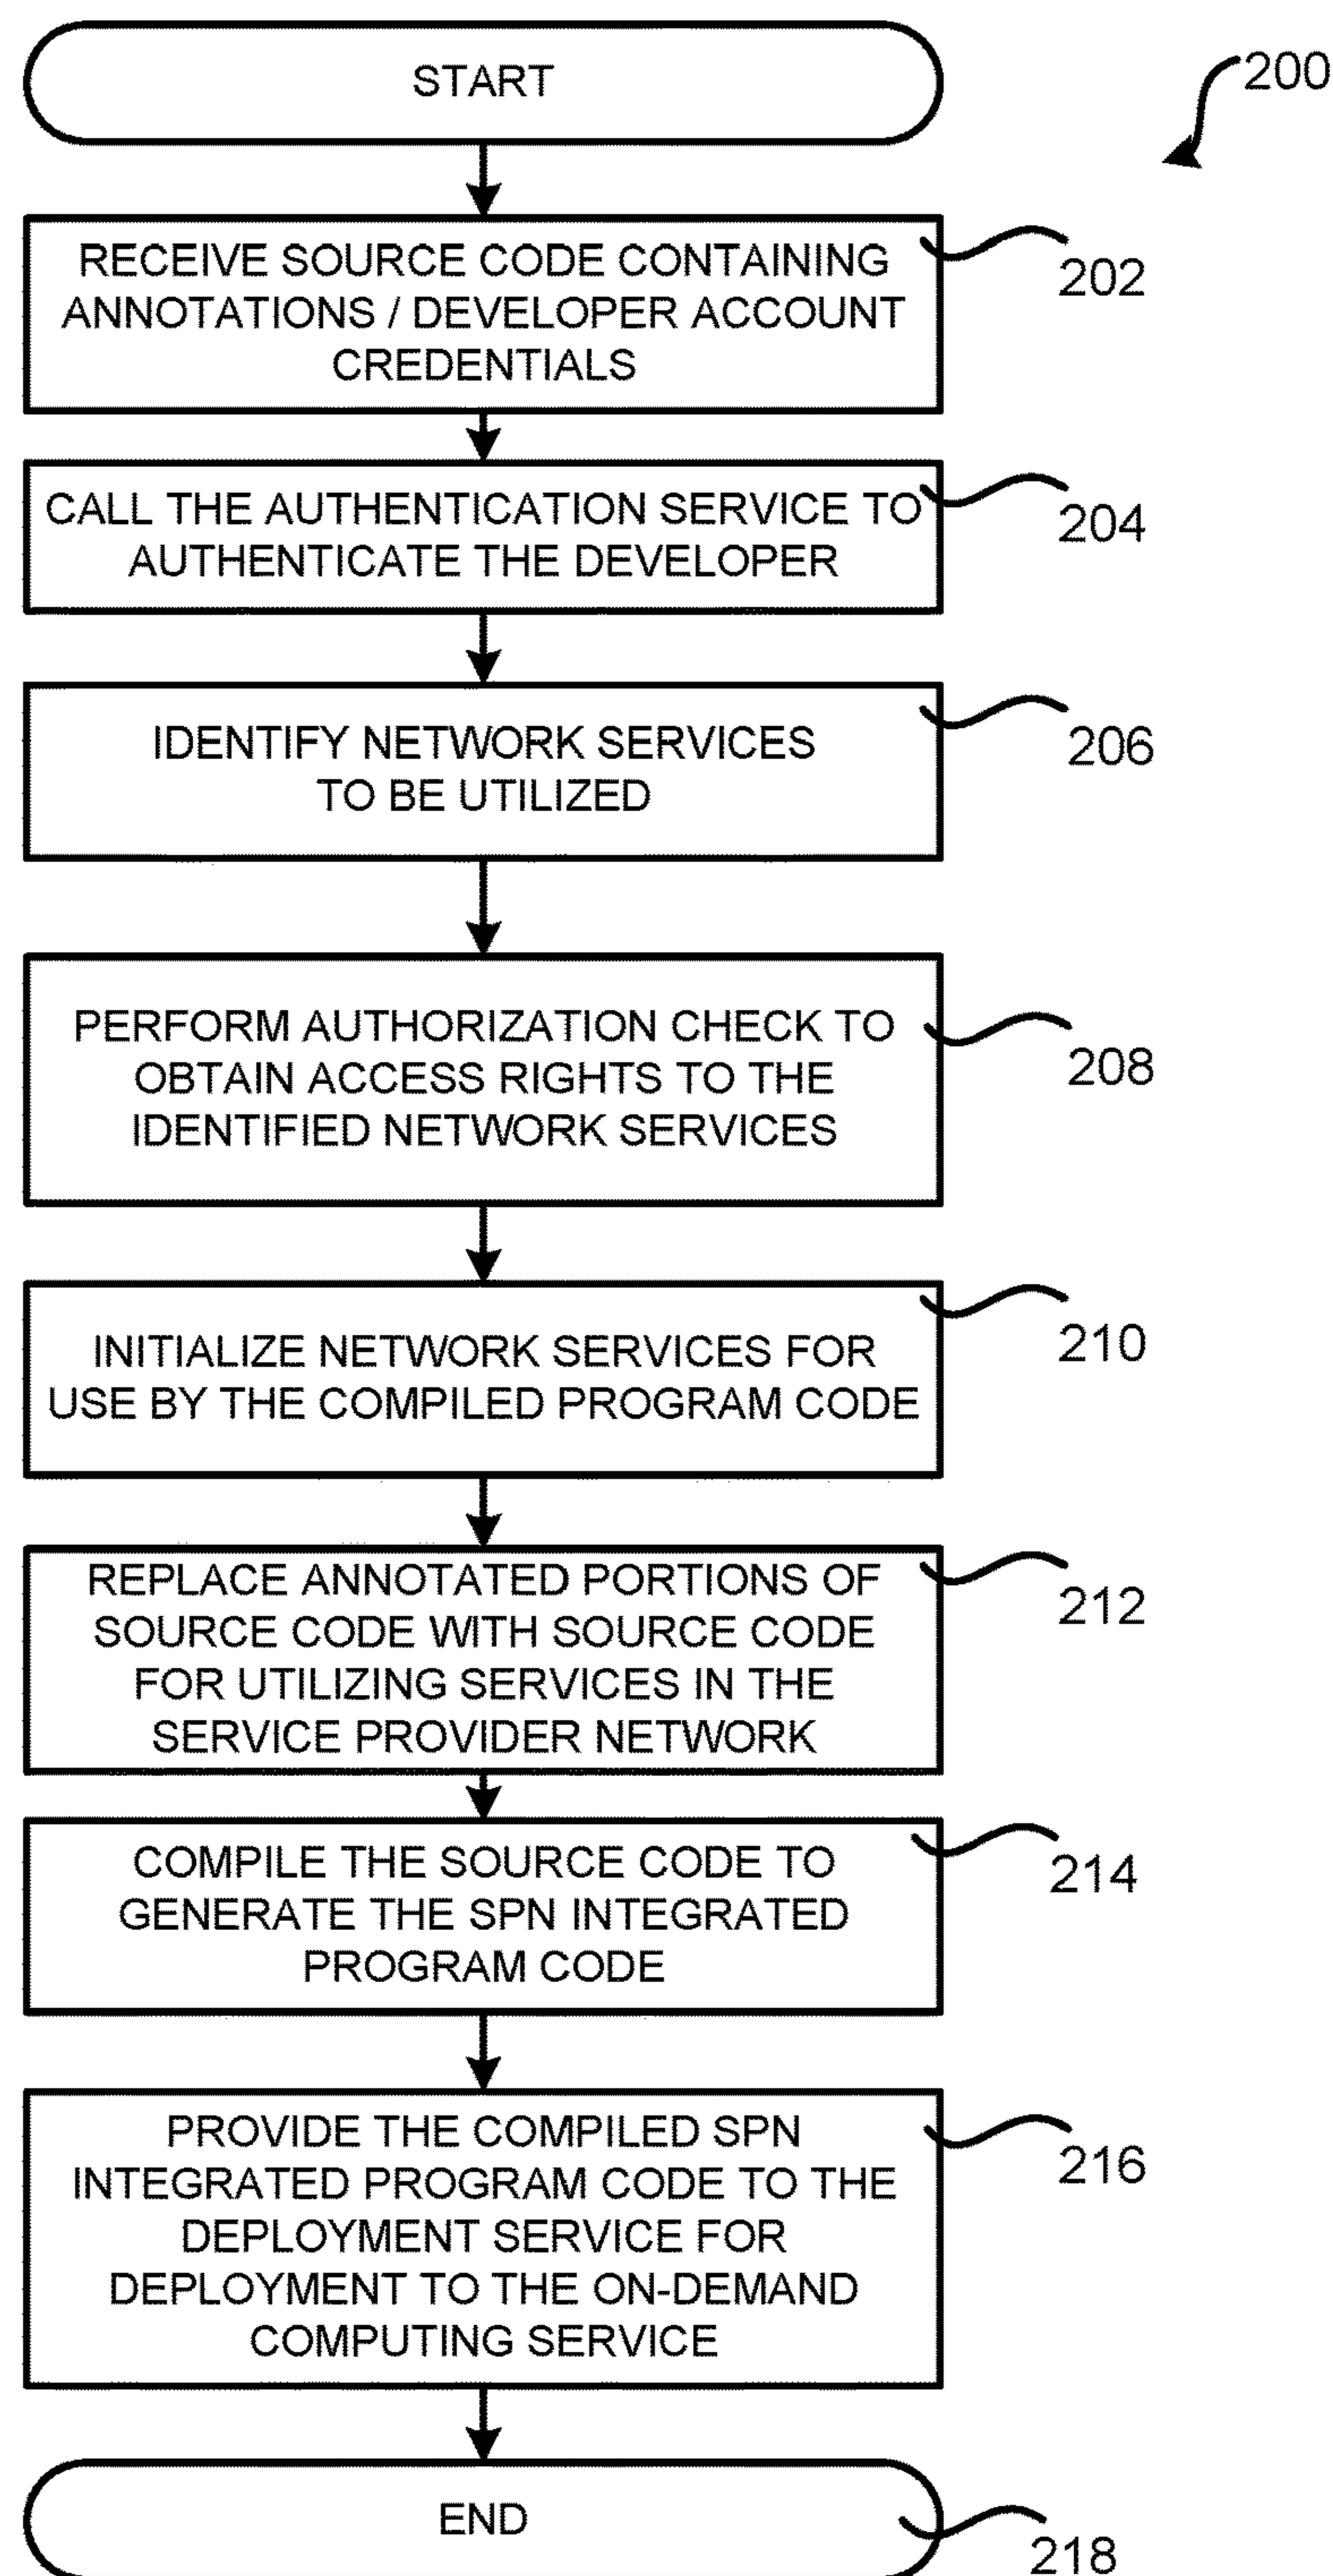 START
200
RECEIVE SOURCE CODE CONTAINING
ANNOTATIONS / DEVELOPER ACCOUNT
CREDENTIALS
202
CALL THE AUTHENTICATION SERVICE TO
AUTHENTICATE THE DEVELOPER
204
IDENTIFY NETWORK SERVICES
TO BE UTILIZED
206
PERFORM AUTHORIZATION CHECK TO
OBTAIN ACCESS RIGHTS TO THE
IDENTIFIED NETWORK SERVICES
208
INITIALIZE NETWORK SERVICES FOR
USE BY THE COMPILED PROGRAM CODE
210
REPLACE ANNOTATED PORTIONS OF
SOURCE CODE WITH SOURCE CODE
FOR UTILIZING SERVICES IN THE
SERVICE PROVIDER NETWORK
212
COMPILE THE SOURCE CODE TO
GENERATE THE SPN INTEGRATED
PROGRAM CODE
214
PROVIDE THE COMPILED SPN
INTEGRATED PROGRAM CODE TO THE
DEPLOYMENT SERVICE FOR
DEPLOYMENT TO THE ON-DEMAND
COMPUTING SERVICE
216
END
218